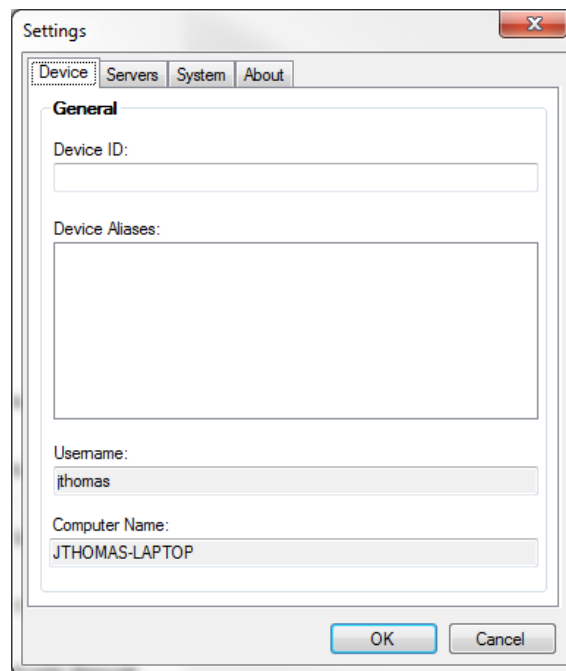 Settings
Device Servers System About
General
Device ID:
Device Aliases:
Username:
jthomas
Computer Name:
JTHOMAS-LAPTOP
OK Cancel